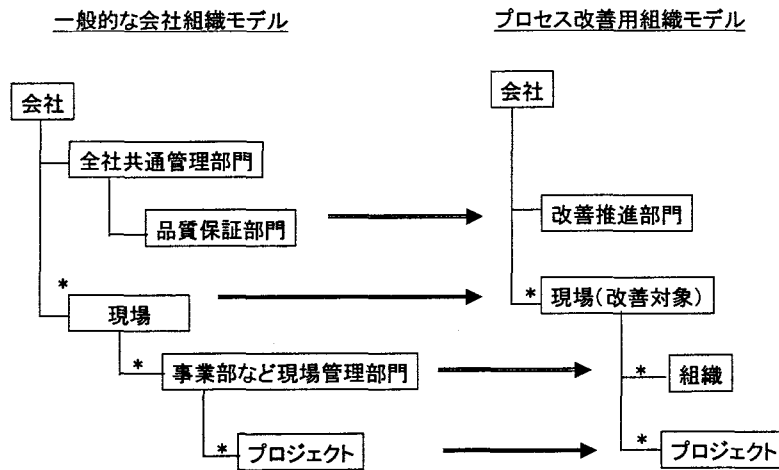 一般的な会社組織モデル
プロセス改善用組織モデル
会社
全社共通管理部門
品質保証部門
*
現場
*
事業部など現場管理部門
*
プロジェクト
会社
改善推進部門
*
現場(改善対象)
*
組織
*
プロジェクト